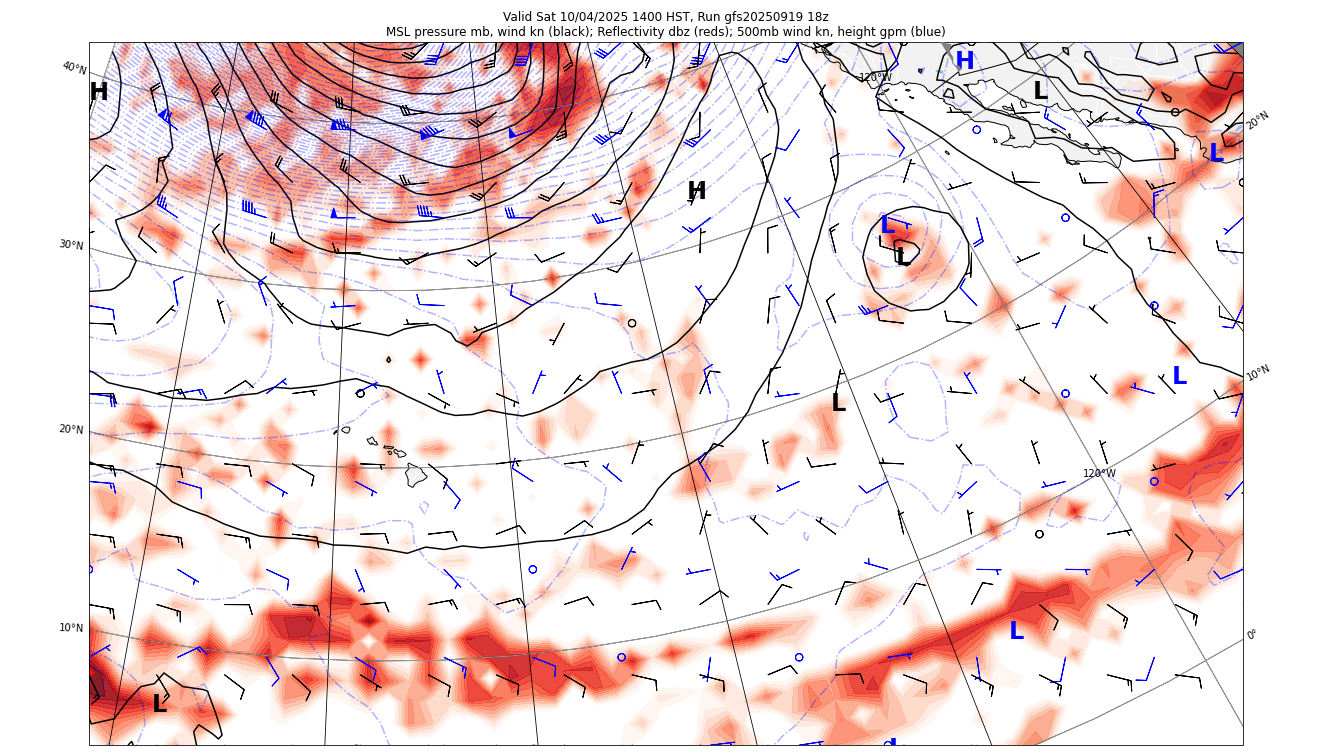 Valid Sat 10/04/2025 1400 HST, Run gfs20250919 18z
MSL pressure mb, wind kn (black); Reflectivity dbz (reds); 500mb wind kn, height gpm (blue)
40°N
H
120°W
H
L
20°N
L
H
L
30°N
L
10°N
L
L
20°N
120°W
10°N
L
0°
L
L